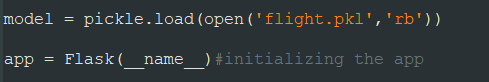 model = pickle.load(open('flight.pkl','rb'))
app = Flask(__name__)#initializing the app